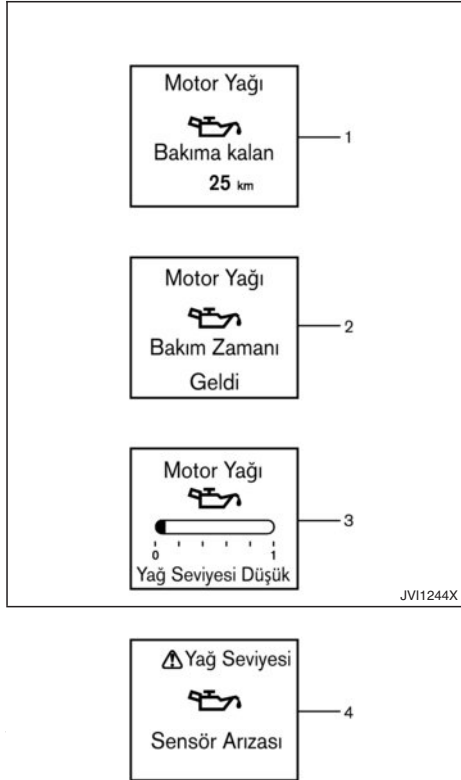 Motor Yağı
Bakıma kalan
25 km
1
Motor Yağı
Bakım Zamanı
Geldi
2
Motor Yağı
0 1
Yağ Seviyesi Düşük
3
JVI1244X
Yağ Seviyesi
Sensör Arızası
4